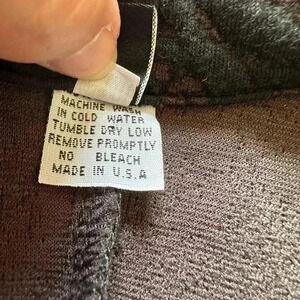 MACHINE WASH
IN COLD WATER
TUMBLE DRY LOW
REMOVE PROMPTLY
NO BLEACH
MADE IN U.S.A